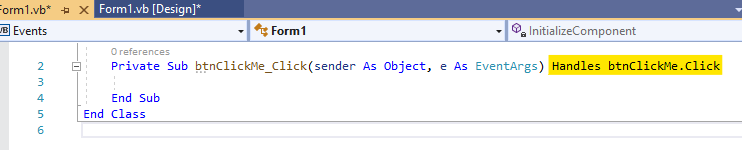 Form1.vb* Form1.vb [Design]*
VB Events Form1 InitializeComponent
0 references
2 Private Sub btnClickMe_Click(sender As Object, e As EventArgs) Handles btnClickMe.Click
3
4 End Sub
5 End Class
6